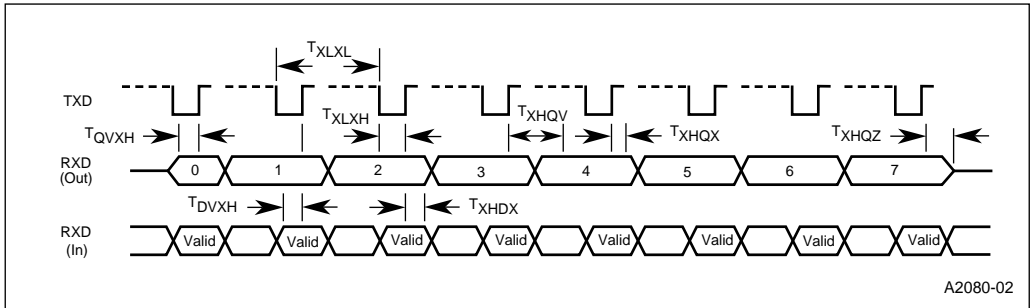 TXLXL
TXD
TQVXH TXLXH TXHQV TXHQX TXHQZ
RXD
(Out)
0 1 2 3 4 5 6 7
TDVXH TXHDX
RXD
(In)
Valid Valid Valid Valid Valid Valid Valid Valid
A2080-02